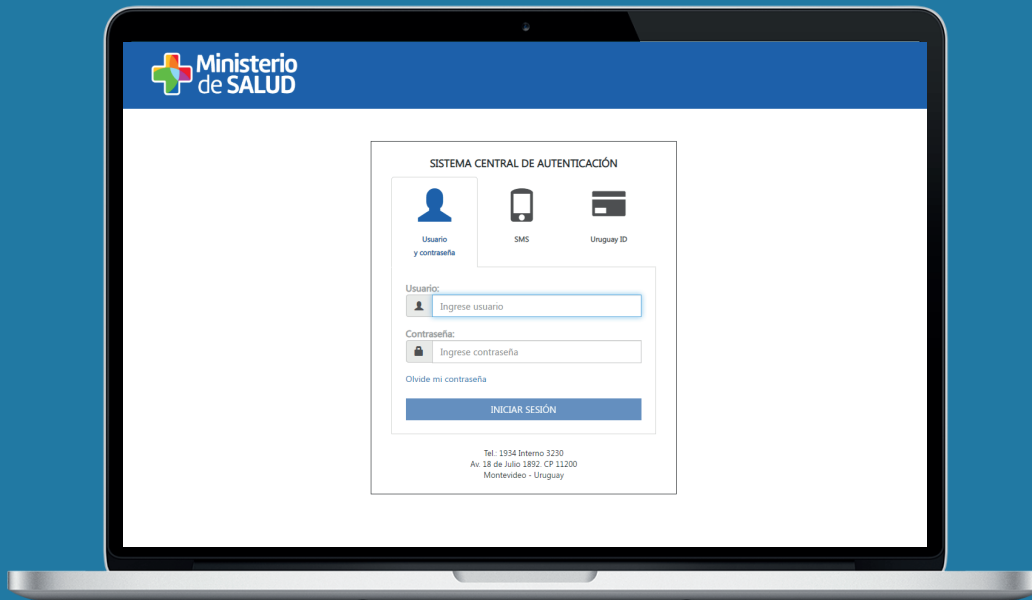 Ministerio
de SALUD
SISTEMA CENTRAL DE AUTENTICACIÓN
Usuario
y contraseña
SMS
Uruguay ID
Usuario:
Ingrese usuario
Contraseña:
Ingrese contraseña
Olvide mi contraseña
INICIAR SESIÓN
Tel.: 1934 Interno 3230
Av. 18 de Julio 1892. CP 11200
Montevideo - Uruguay